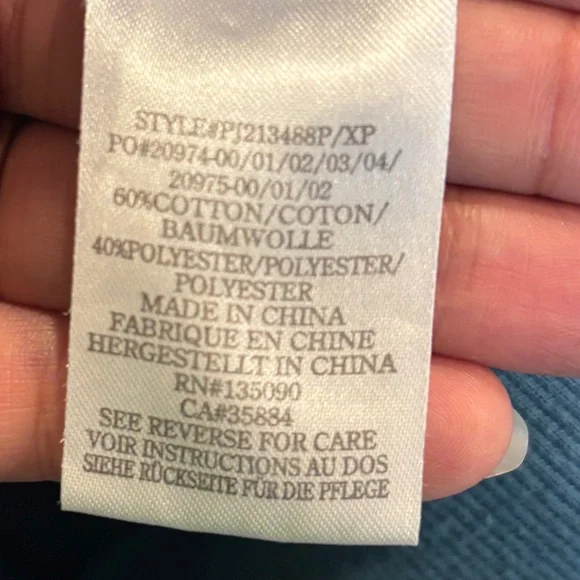 STYLE#PJ213488P/XP
PO#20974-00/01/02/03/04/
20975-00/01/02
60%COTTON/COTON/
BAUMWOLLE
40%POLYESTER/POLYESTER/
POLYESTER
MADE IN CHINA
FABRIQUE EN CHINE
HERGESTELLT IN CHINA
RN#135090
CA#35884
SEE REVERSE FOR CARE
VOIR INSTRUCTIONS AU DOS
SIEHE RÜCKSEITE FÜR DIE PFLEGE